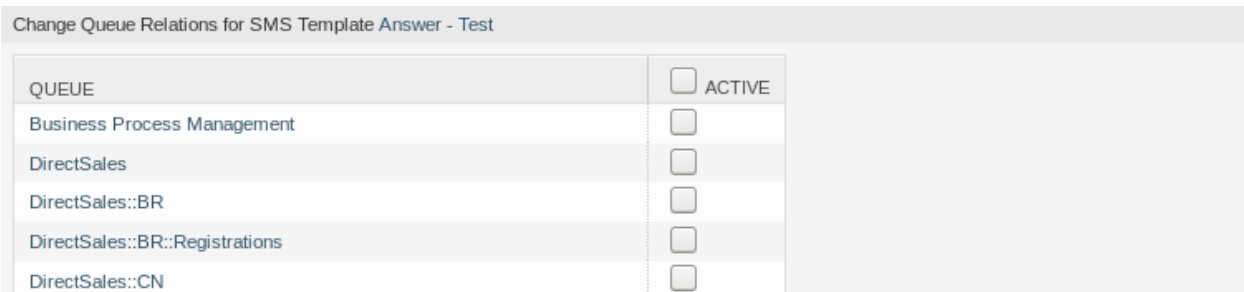 Change Queue Relations for SMS Template Answer - Test
QUEUE ACTIVE
Business Process Management
DirectSales
DirectSales::BR
DirectSales::BR::Registrations
DirectSales::CN